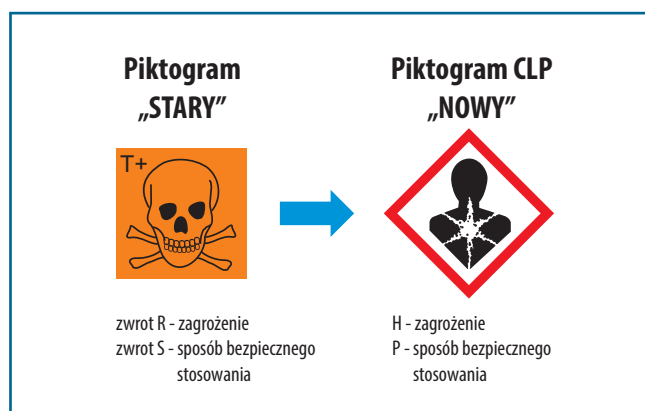 Piktogram
„STARY”
T+
zwrot R - zagrożenie
zwrot S - sposób bezpiecznego
stosowania
Piktogram CLP
„NOWY”
H - zagrożenie
P - sposób bezpiecznego
stosowania